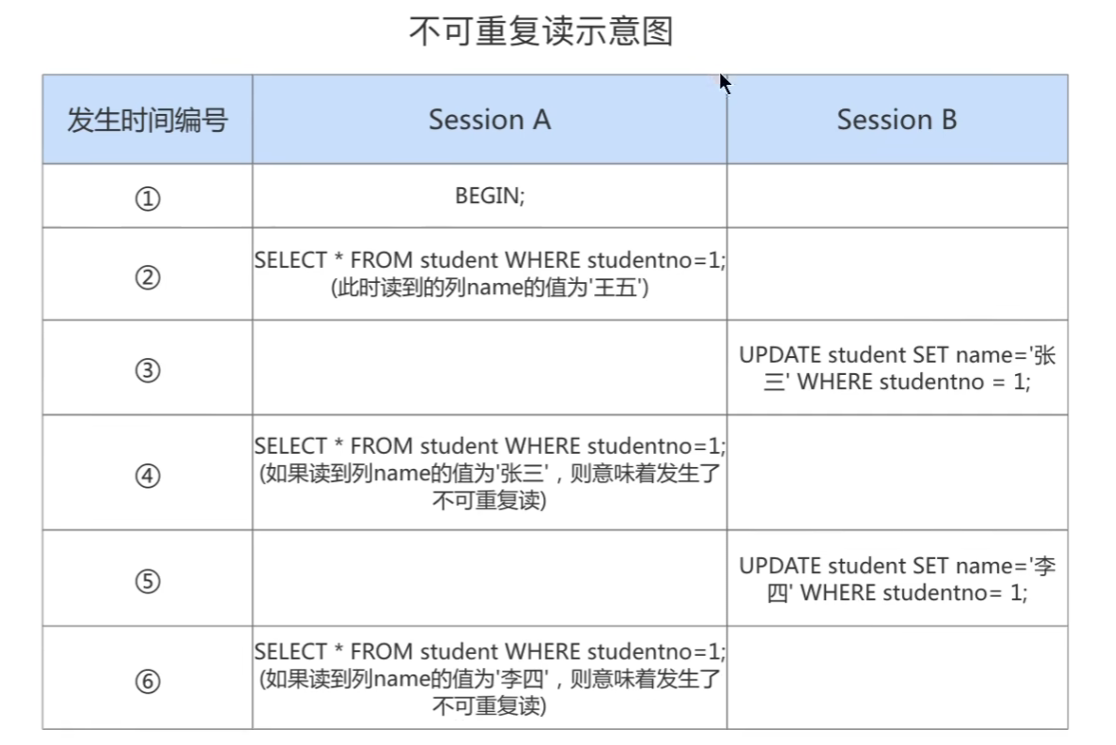 不可重复读示意图
发生时间编号
Session A
Session B
①
BEGIN;
②
SELECT * FROM student WHERE studentno=1;
(此时读到的列name的值为'王五')
③
UPDATE student SET name='张
三' WHERE studentno = 1;
④
SELECT * FROM student WHERE studentno=1;
(如果读到列name的值为'张三'，则意味着发生了
不可重复读)
⑤
UPDATE student SET name='李
四' WHERE studentno= 1;
⑥
SELECT * FROM student WHERE studentno=1;
(如果读到列name的值为'李四'，则意味着发生了
不可重复读)